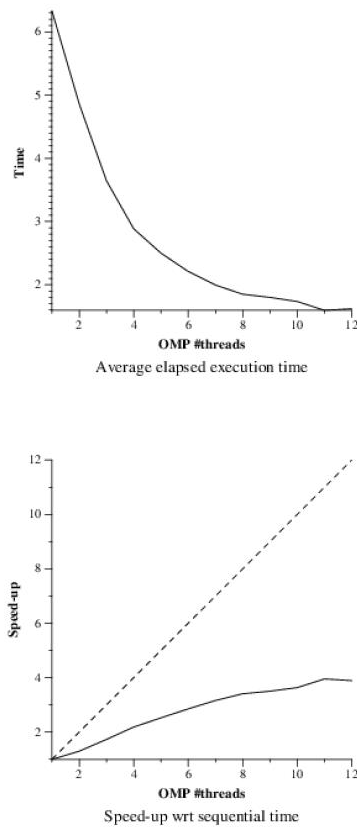 6
5
4
3
2
Time
2 4 6 8 10 12
OMP #threads
Average elapsed execution time
12
10
8
6
4
2
Speed-up
2 4 6 8 10 12
OMP #threads
Speed-up wrt sequential time